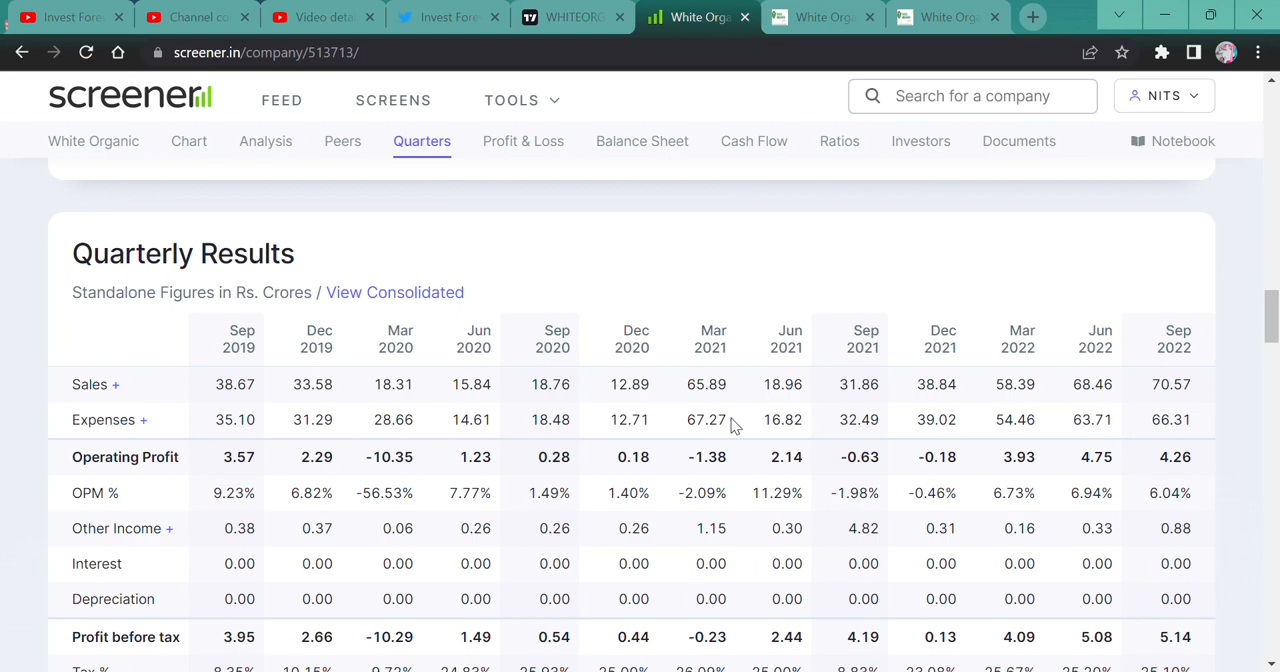 Invest Fore
Channel co
Video deta
Invest Fore
WHITEORG
White Orga
White Orga
White Orga
screener.in/company/513713/
screener
FEED
SCREENS
TOOLS
Search for a company
NITS
White Organic
Chart
Analysis
Peers
Quarters
Profit & Loss
Balance Sheet
Cash Flow
Ratios
Investors
Documents
Notebook
Quarterly Results
Standalone Figures in Rs. Crores / View Consolidated
Sep 2019 Dec 2019 Mar 2020 Jun 2020 Sep 2020 Dec 2020 Mar 2021 Jun 2021 Sep 2021 Dec 2021 Mar 2022 Jun 2022 Sep 2022
Sales + 38.67 33.58 18.31 15.84 18.76 12.89 65.89 18.96 31.86 38.84 58.39 68.46 70.57
Expenses + 35.10 31.29 28.66 14.61 18.48 12.71 67.27 16.82 32.49 39.02 54.46 63.71 66.31
Operating Profit 3.57 2.29 -10.35 1.23 0.28 0.18 -1.38 2.14 -0.63 -0.18 3.93 4.75 4.26
OPM % 9.23% 6.82% -56.53% 7.77% 1.49% 1.40% -2.09% 11.29% -1.98% -0.46% 6.73% 6.94% 6.04%
Other Income + 0.38 0.37 0.06 0.26 0.26 0.26 1.15 0.30 4.82 0.31 0.16 0.33 0.88
Interest 0.00 0.00 0.00 0.00 0.00 0.00 0.00 0.00 0.00 0.00 0.00 0.00 0.00
Depreciation 0.00 0.00 0.00 0.00 0.00 0.00 0.00 0.00 0.00 0.00 0.00 0.00 0.00
Profit before tax 3.95 2.66 -10.29 1.49 0.54 0.44 -0.23 2.44 4.19 0.13 4.09 5.08 5.14